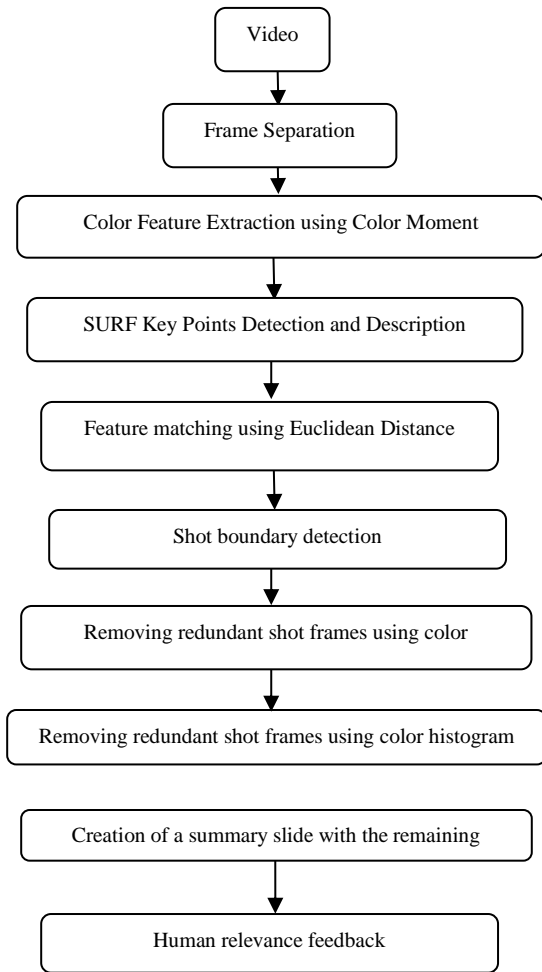 Video
Frame Separation
Color Feature Extraction using Color Moment
SURF Key Points Detection and Description
Feature matching using Euclidean Distance
Shot boundary detection
Removing redundant shot frames using color
Removing redundant shot frames using color histogram
Creation of a summary slide with the remaining
Human relevance feedback